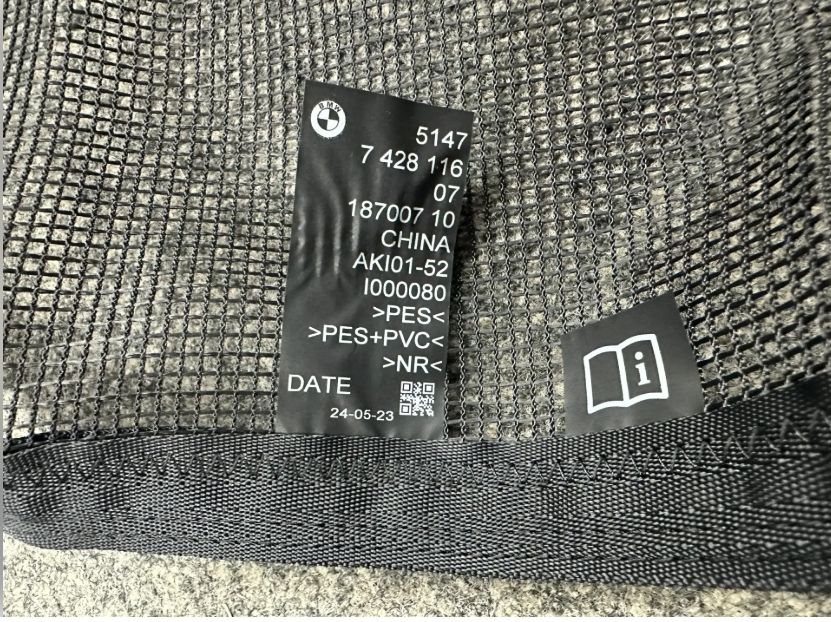 BMW
5147
7 428 116
07
187007 10
CHINA
AKI01-52
I000080
>PES<
>PES+PVC<
>NR<
DATE
24-05-23
i